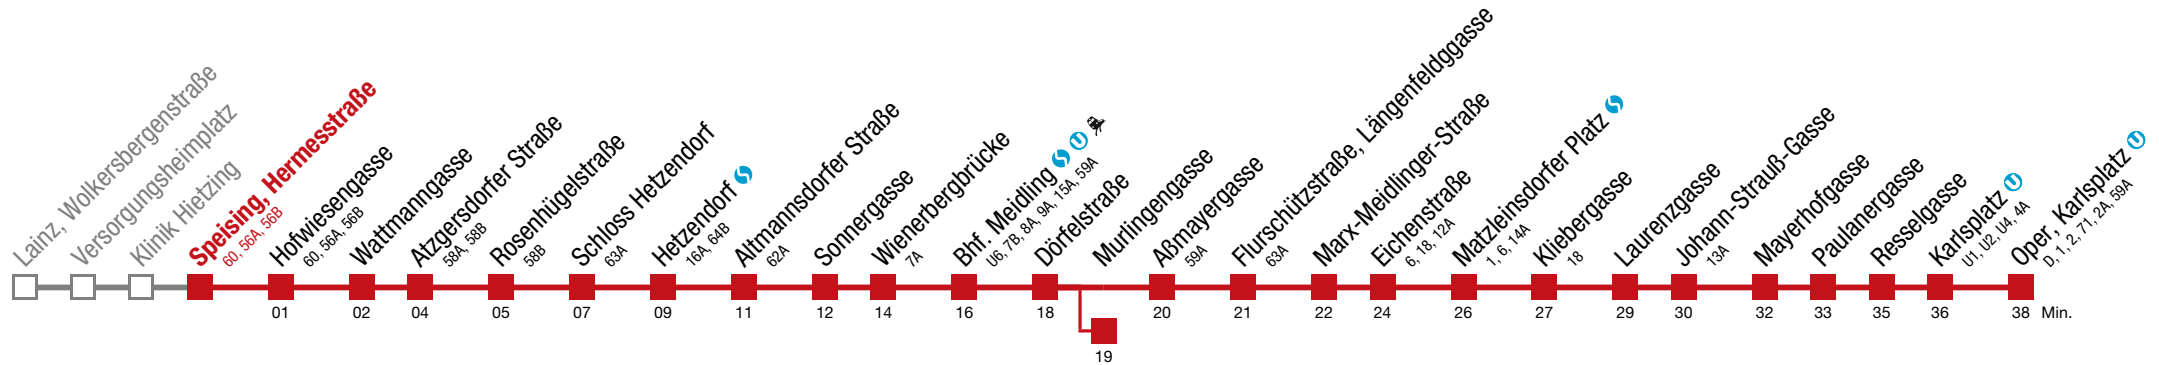 Lainz, Wolkersbergenstraße
Versorgungsheimplatz
Klinik Hietzing
Speising, Hermesstraße
60, 56A, 56B
Hofwiesengasse
60, 56A, 56B
Wattmanngasse
Atzgersdorfer Straße
58A, 58B
Rosenhügelstraße
58B
Schloss Hetzendorf
63A
Hetzendorf
16A, 64B
Altmannsdorfer Straße
62A
Sonnergasse
Wienerbergbrücke
7A
Bhf. Meidling
U6, 7B, 8A, 9A, 15A, 59A
Dörfelstraße
Murlingengasse
Aßmayergasse
59A
Flurschützstraße, Längenfeldggasse
63A
Marx-Meidlinger-Straße
Eichenstraße
6, 18, 12A
Matzleinsdorfer Platz
1, 6, 14A
Kliebergasse
18
Laurenzgasse
Johann-Strauß-Gasse
13A
Mayerhofgasse
Paulanergasse
Resselgasse
Karlsplatz
U1, U2, U4, 4A
Oper, Karlsplatz
D, 1, 2, 71, 2A, 59A
01 02 04 05 07 09 11 12 14 16 18 20 21 22 24 26 27 29 30 32 33 35 36 38 Min.
19